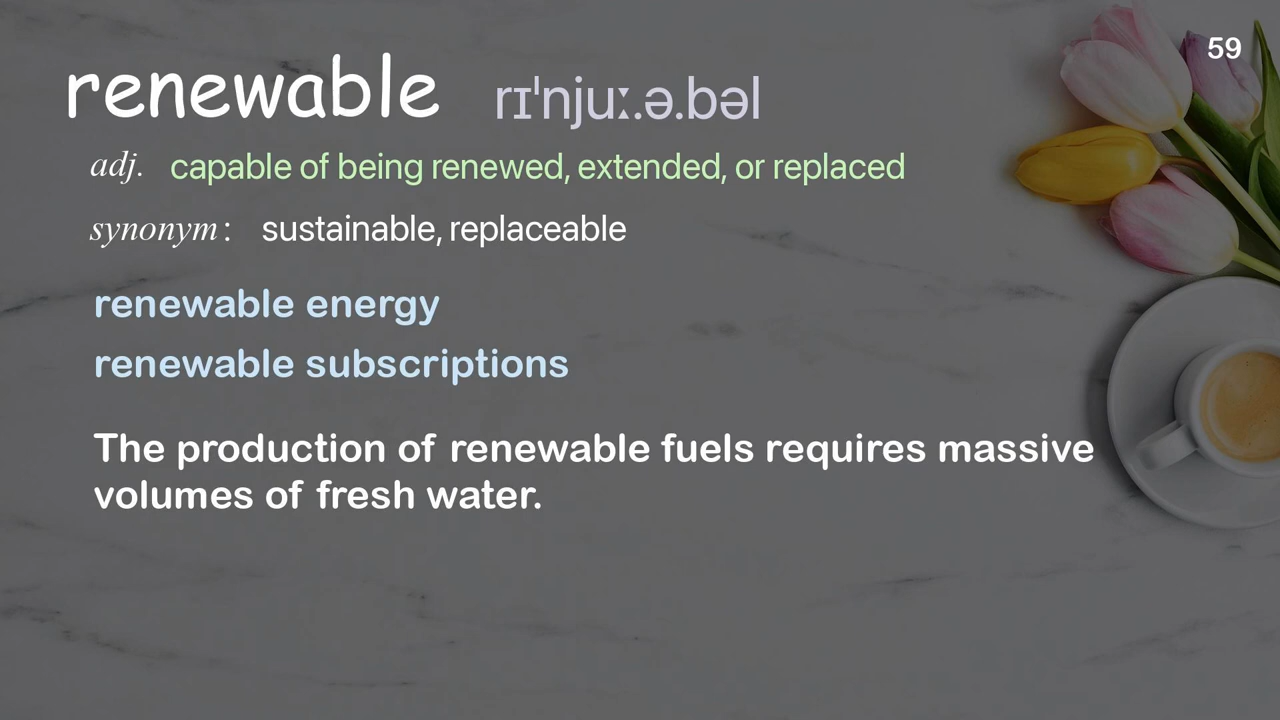 59
renewable rɪˈnjuː.ə.bəl
adj. capable of being renewed, extended, or replaced
synonym : sustainable, replaceable
renewable energy
renewable subscriptions
The production of renewable fuels requires massive
volumes of fresh water.